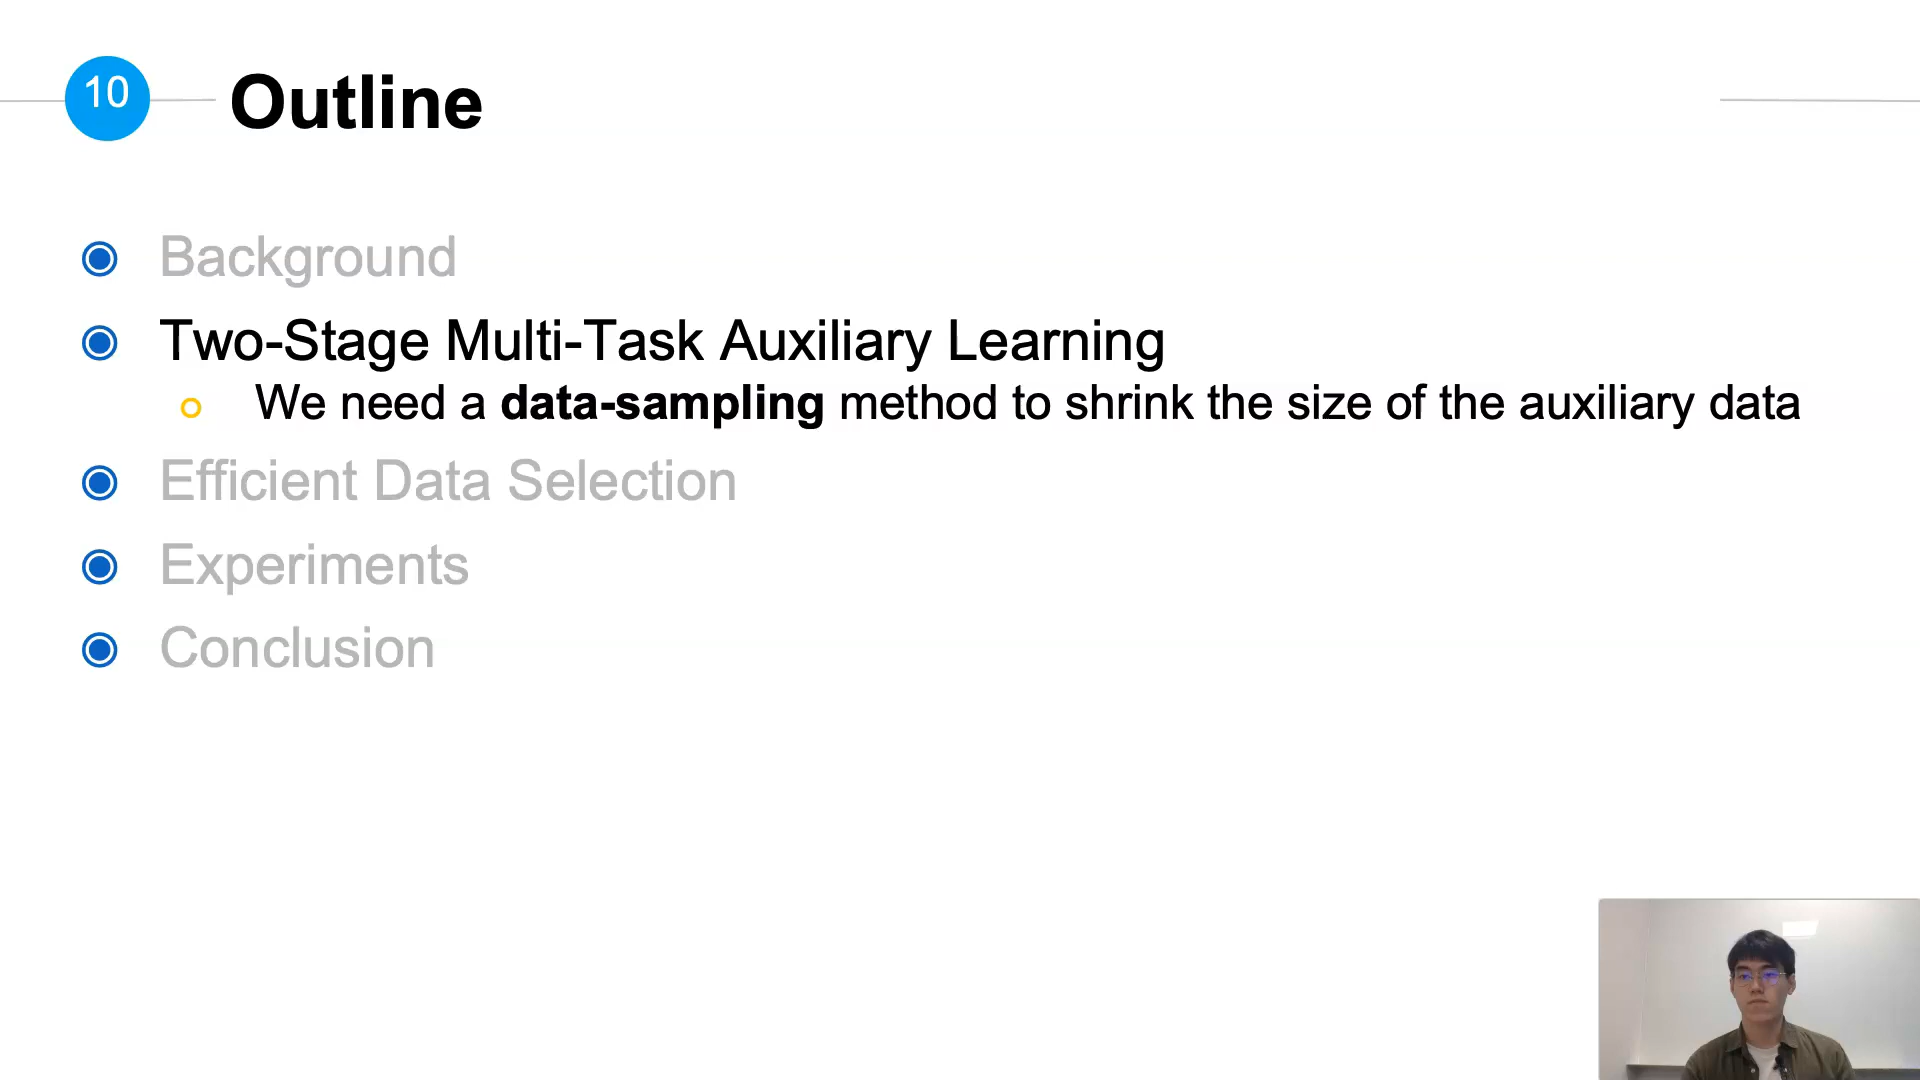 10
Outline
Background
Two-Stage Multi-Task Auxiliary Learning
We need a data-sampling method to shrink the size of the auxiliary data
Efficient Data Selection
Experiments
Conclusion